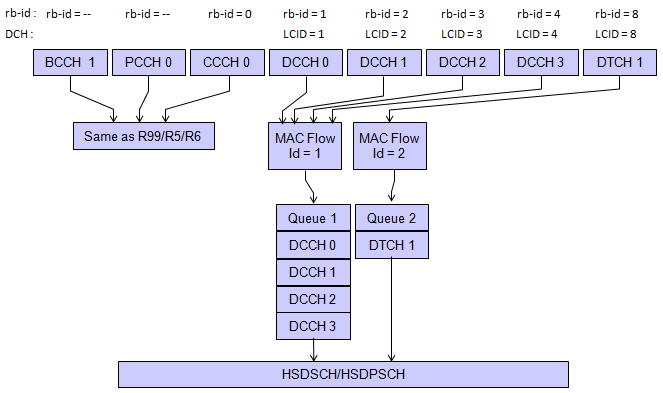 rb-id : rb-id = -- rb-id = -- rb-id = 0 rb-id = 1 rb-id = 2 rb-id = 3 rb-id = 4 rb-id = 8
DCH : LCID = 1 LCID = 2 LCID = 3 LCID = 4 LCID = 8
BCCH 1 PCCH 0 CCCH 0 DCCH 0 DCCH 1 DCCH 2 DCCH 3 DTCH 1
Same as R99/R5/R6
MAC Flow
Id = 1
MAC Flow
Id = 2
Queue 1
DCCH 0
DCCH 1
DCCH 2
DCCH 3
Queue 2
DTCH 1
HSDSCH/HSDPSCH